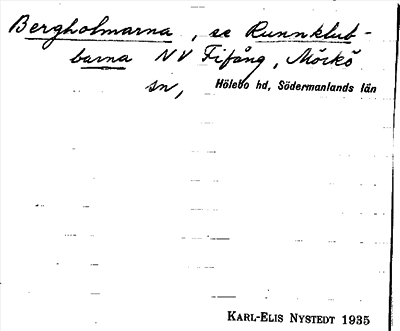 Bergholmarna, se Runnklub-
barna NV Fifång, Mörkö
sn, Hölebo hd, Södermanlands län
KARL-ELIS NYSTEDT 1935